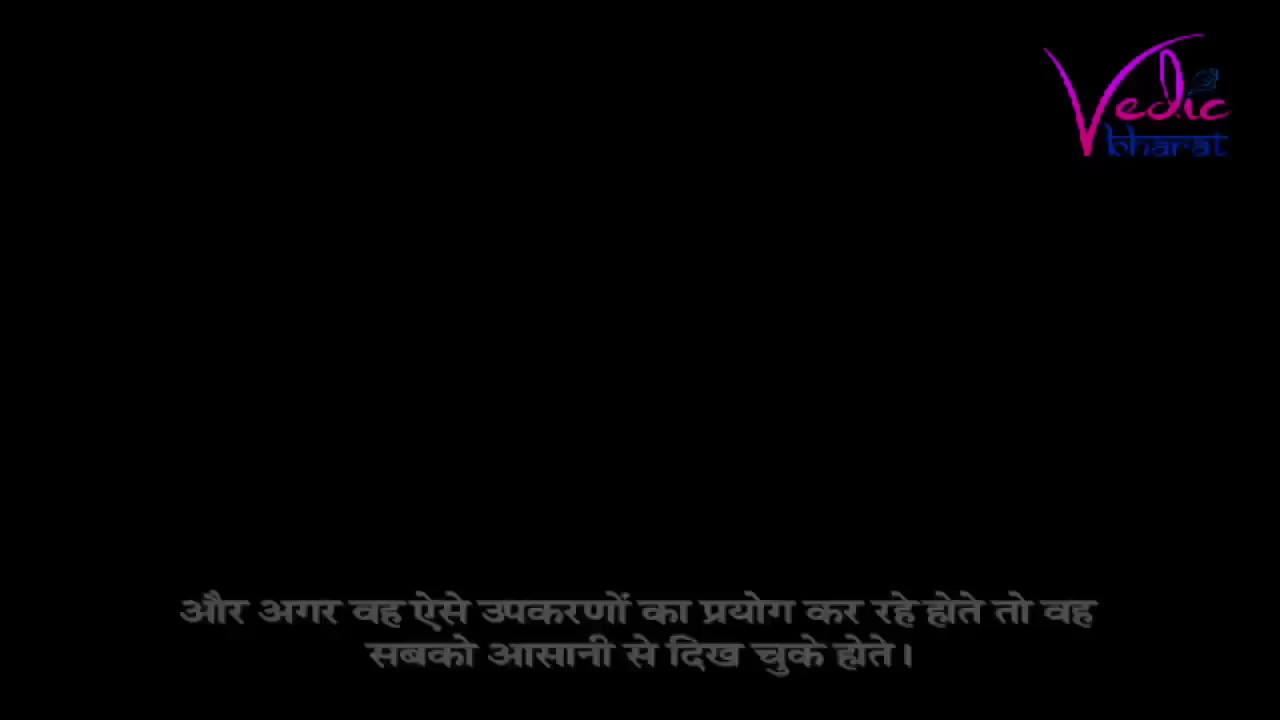 Vedic
bharat
और अगर वह ऐसे उपकरणों का प्रयोग कर रहे होते तो वह
सबको आसानी से दिख चुके होते।